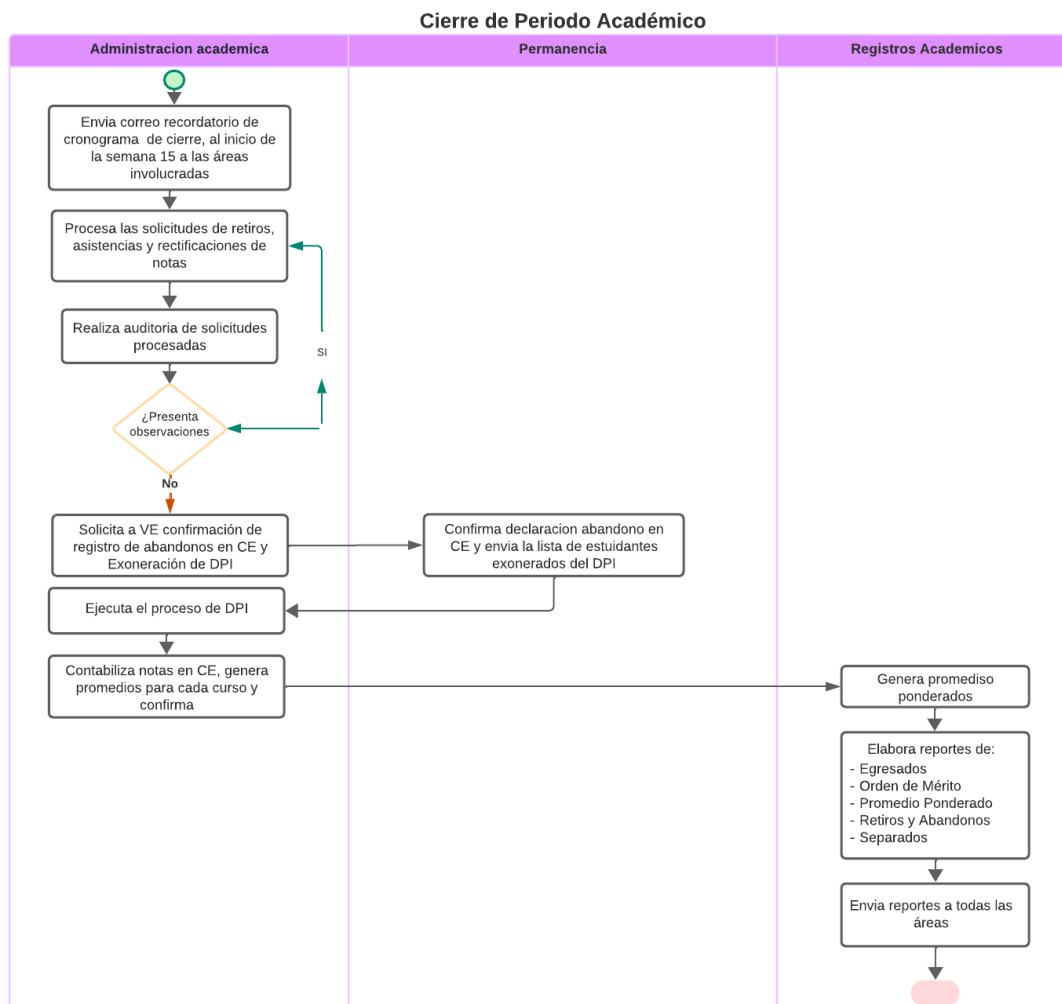 Cierre de Periodo Académico
Administracion academica
Permanencia
Registros Academicos
Envia correo recordatorio de
cronograma de cierre, al inicio de
la semana 15 a las áreas
involucradas
Procesa las solicitudes de retiros,
asistencias y rectificaciones de
notas
Realiza auditoria de solicitudes
procesadas
SI
¿Presenta
observaciones
No
Solicita a VE confirmación de
registro de abandonos en CE y
Exoneración de DPI
Confirma declaracion abandono en
CE y envia la lista de estuidantes
exonerados del DPI
Ejecuta el proceso de DPI
Contabiliza notas en CE, genera
promedios para cada curso y
confirma
Genera promediso
ponderados
Elabora reportes de:
- Egresados
- Orden de Mérito
- Promedio Ponderado
- Retiros y Abandonos
- Separados
Envia reportes a todas las
áreas